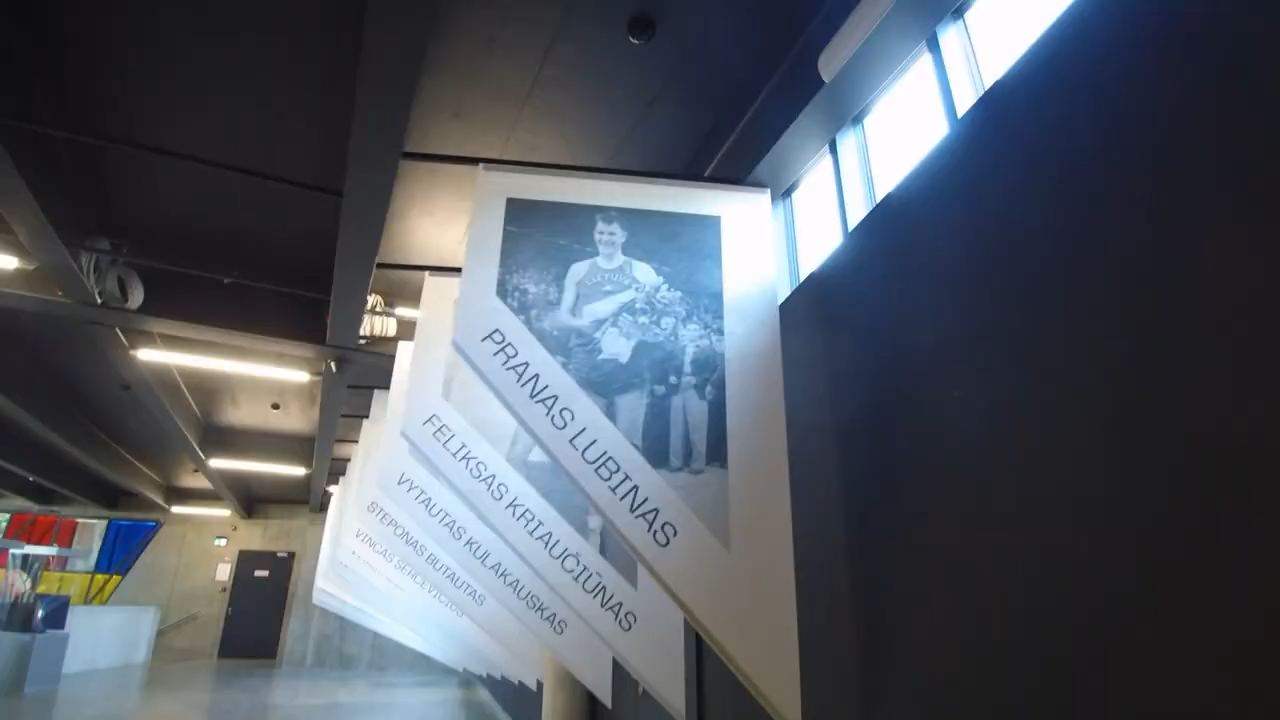 LIETUVA
PRANAS LUBINAS
FELIKSAS KRIAUČIŪNAS
VYTAUTAS KULAKAUSKAS
STEPONAS BUTAUTAS
VINCAS SERCEVIČIUS